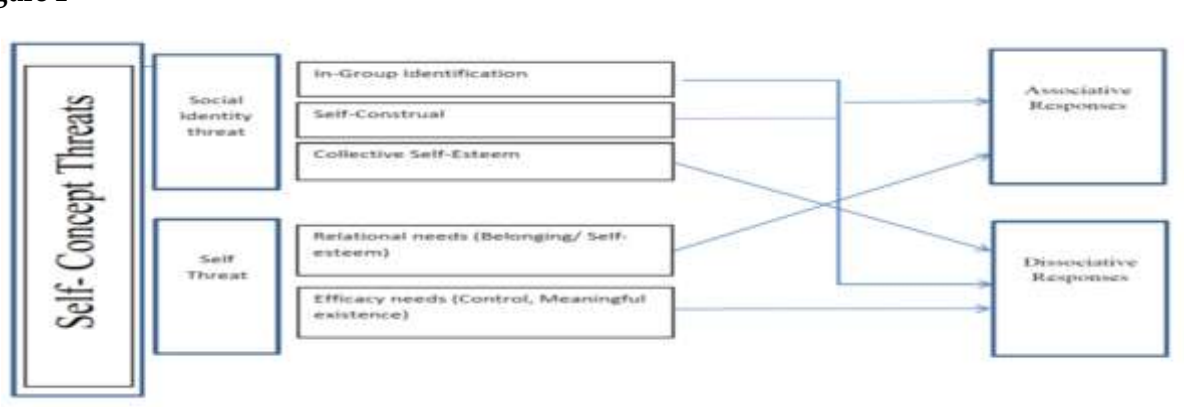 Self- Concept Threats
Social
Identity
threat
In-Group Identification
Self-Construal
Collective Self-Esteem
Self
Threat
Relational needs (Belonging/ Self-
esteem)
Efficacy needs (Control, Meaningful
existence)
Associative
Responses
Dissociative
Responses